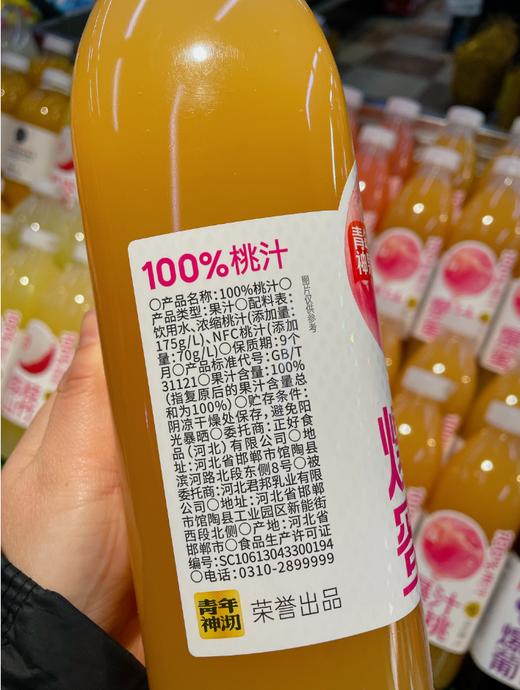 100%桃汁
○产品名称:100%桃汁○
产品类型:果汁○配料表:
饮用水、浓缩桃汁(添加量:
175g/L)、NFC桃汁(添加
量:70g/L)○保质期:9个
月○产品标准代号:GB/T
31121○果汁含量:100%
(指复原后的果汁含量总
和为100%)○贮存条件:
阴凉干燥处保存,避免阳
光暴晒○委托商:正好食
品(河北)有限公司○地
址:河北省邯郸市馆陶县
滨河路北段东侧8号○被
委托商:河北君邦乳业有限
公司○地址:河北省邯郸
市馆陶县工业园区新能街
西段北侧○产地:河北省
邯郸市○食品生产许可证
编号:SC10613043300194
○电话:0310-2899999
图片仅供参考
青年
神沏
荣誉出品
青年
神